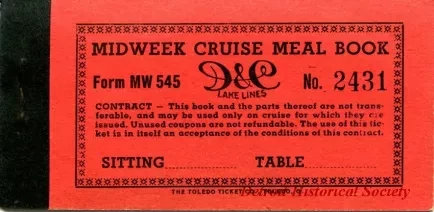 MIDWEEK CRUISE MEAL BOOK
Form MW 545 D&C No. 2431
LAKE LINES
CONTRACT — This book and the parts thereof are not trans-
ferable, and may be used only on cruise for which they are
issued. Unused coupons are not refundable. The use of this tic-
ket is in itself an acceptance of the conditions of this contract.
SITTING TABLE
THE TOLEDO TICKET CO., TOLEDO, O.
Detroit Historical Society